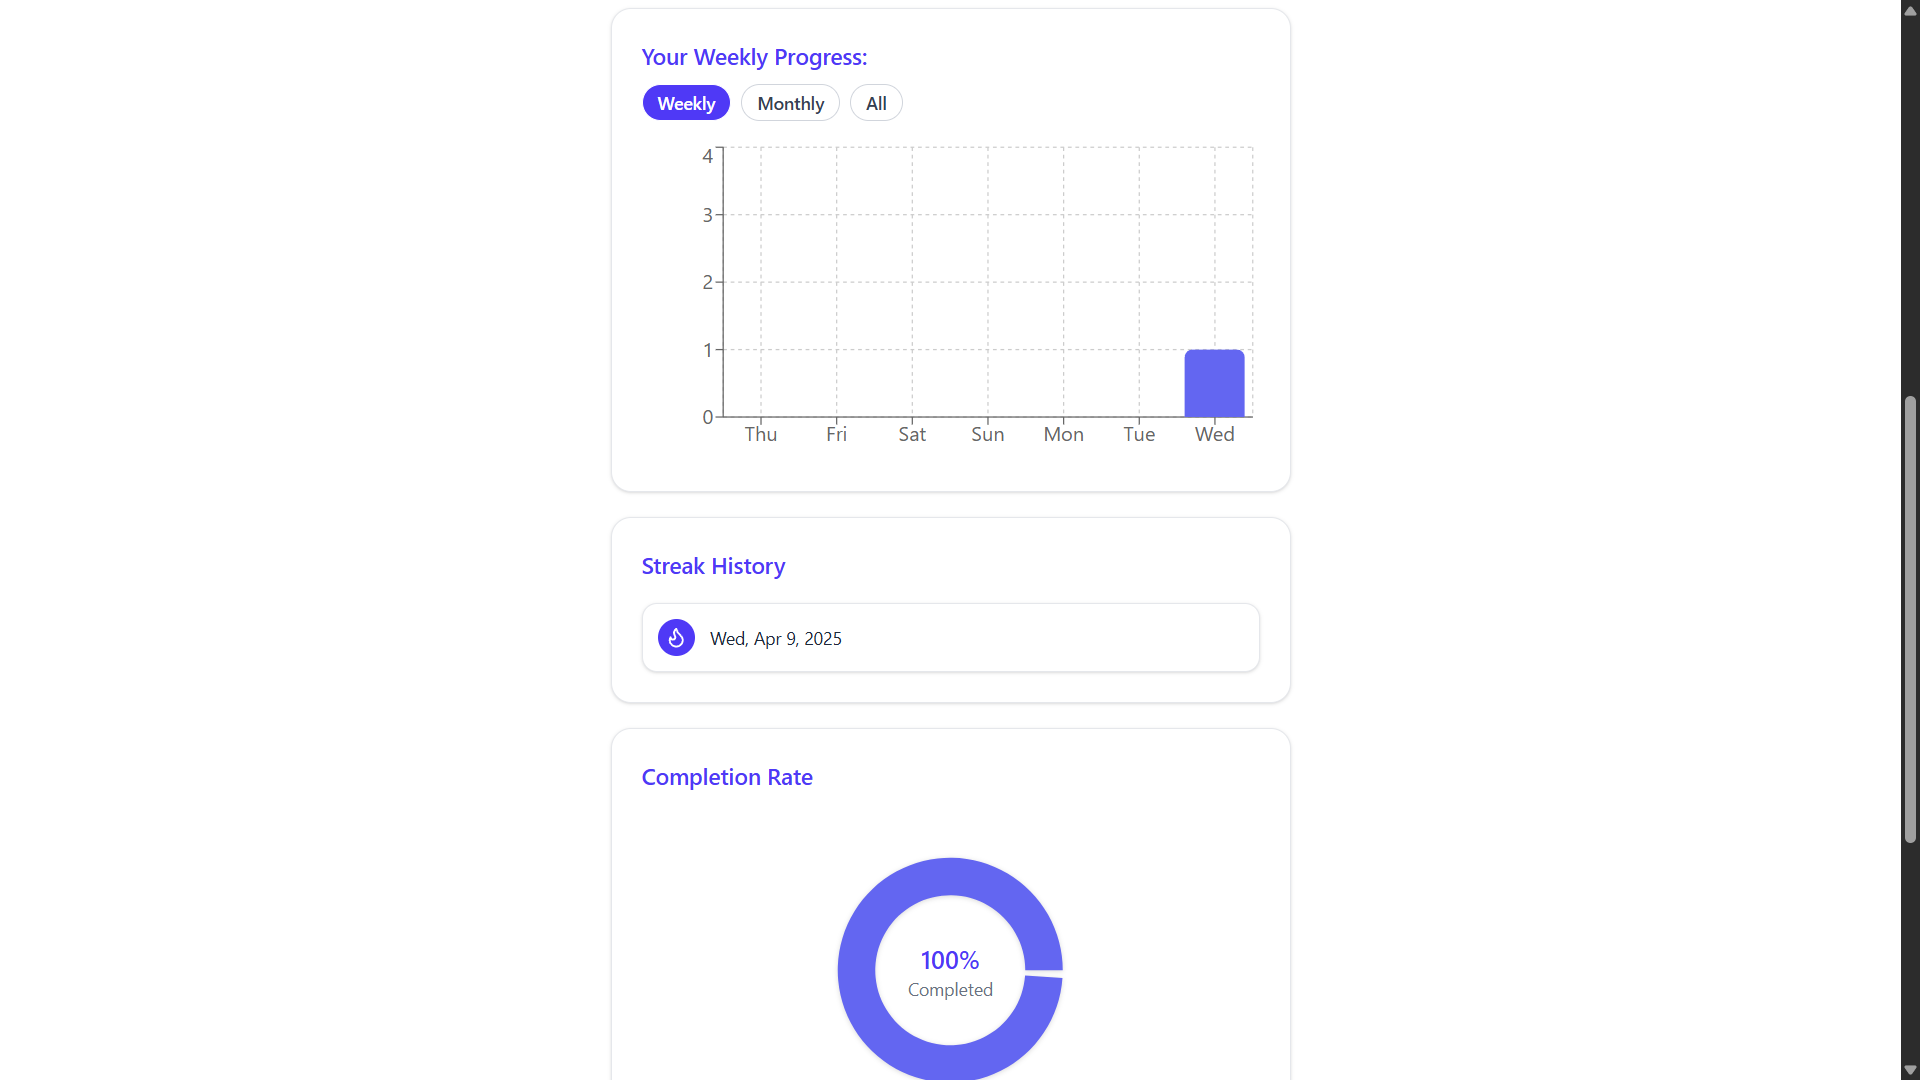 Your Weekly Progress:
Weekly Monthly All
4
3
2
1
0
Thu Fri Sat Sun Mon Tue Wed
Streak History
Wed, Apr 9, 2025
Completion Rate
100%
Completed